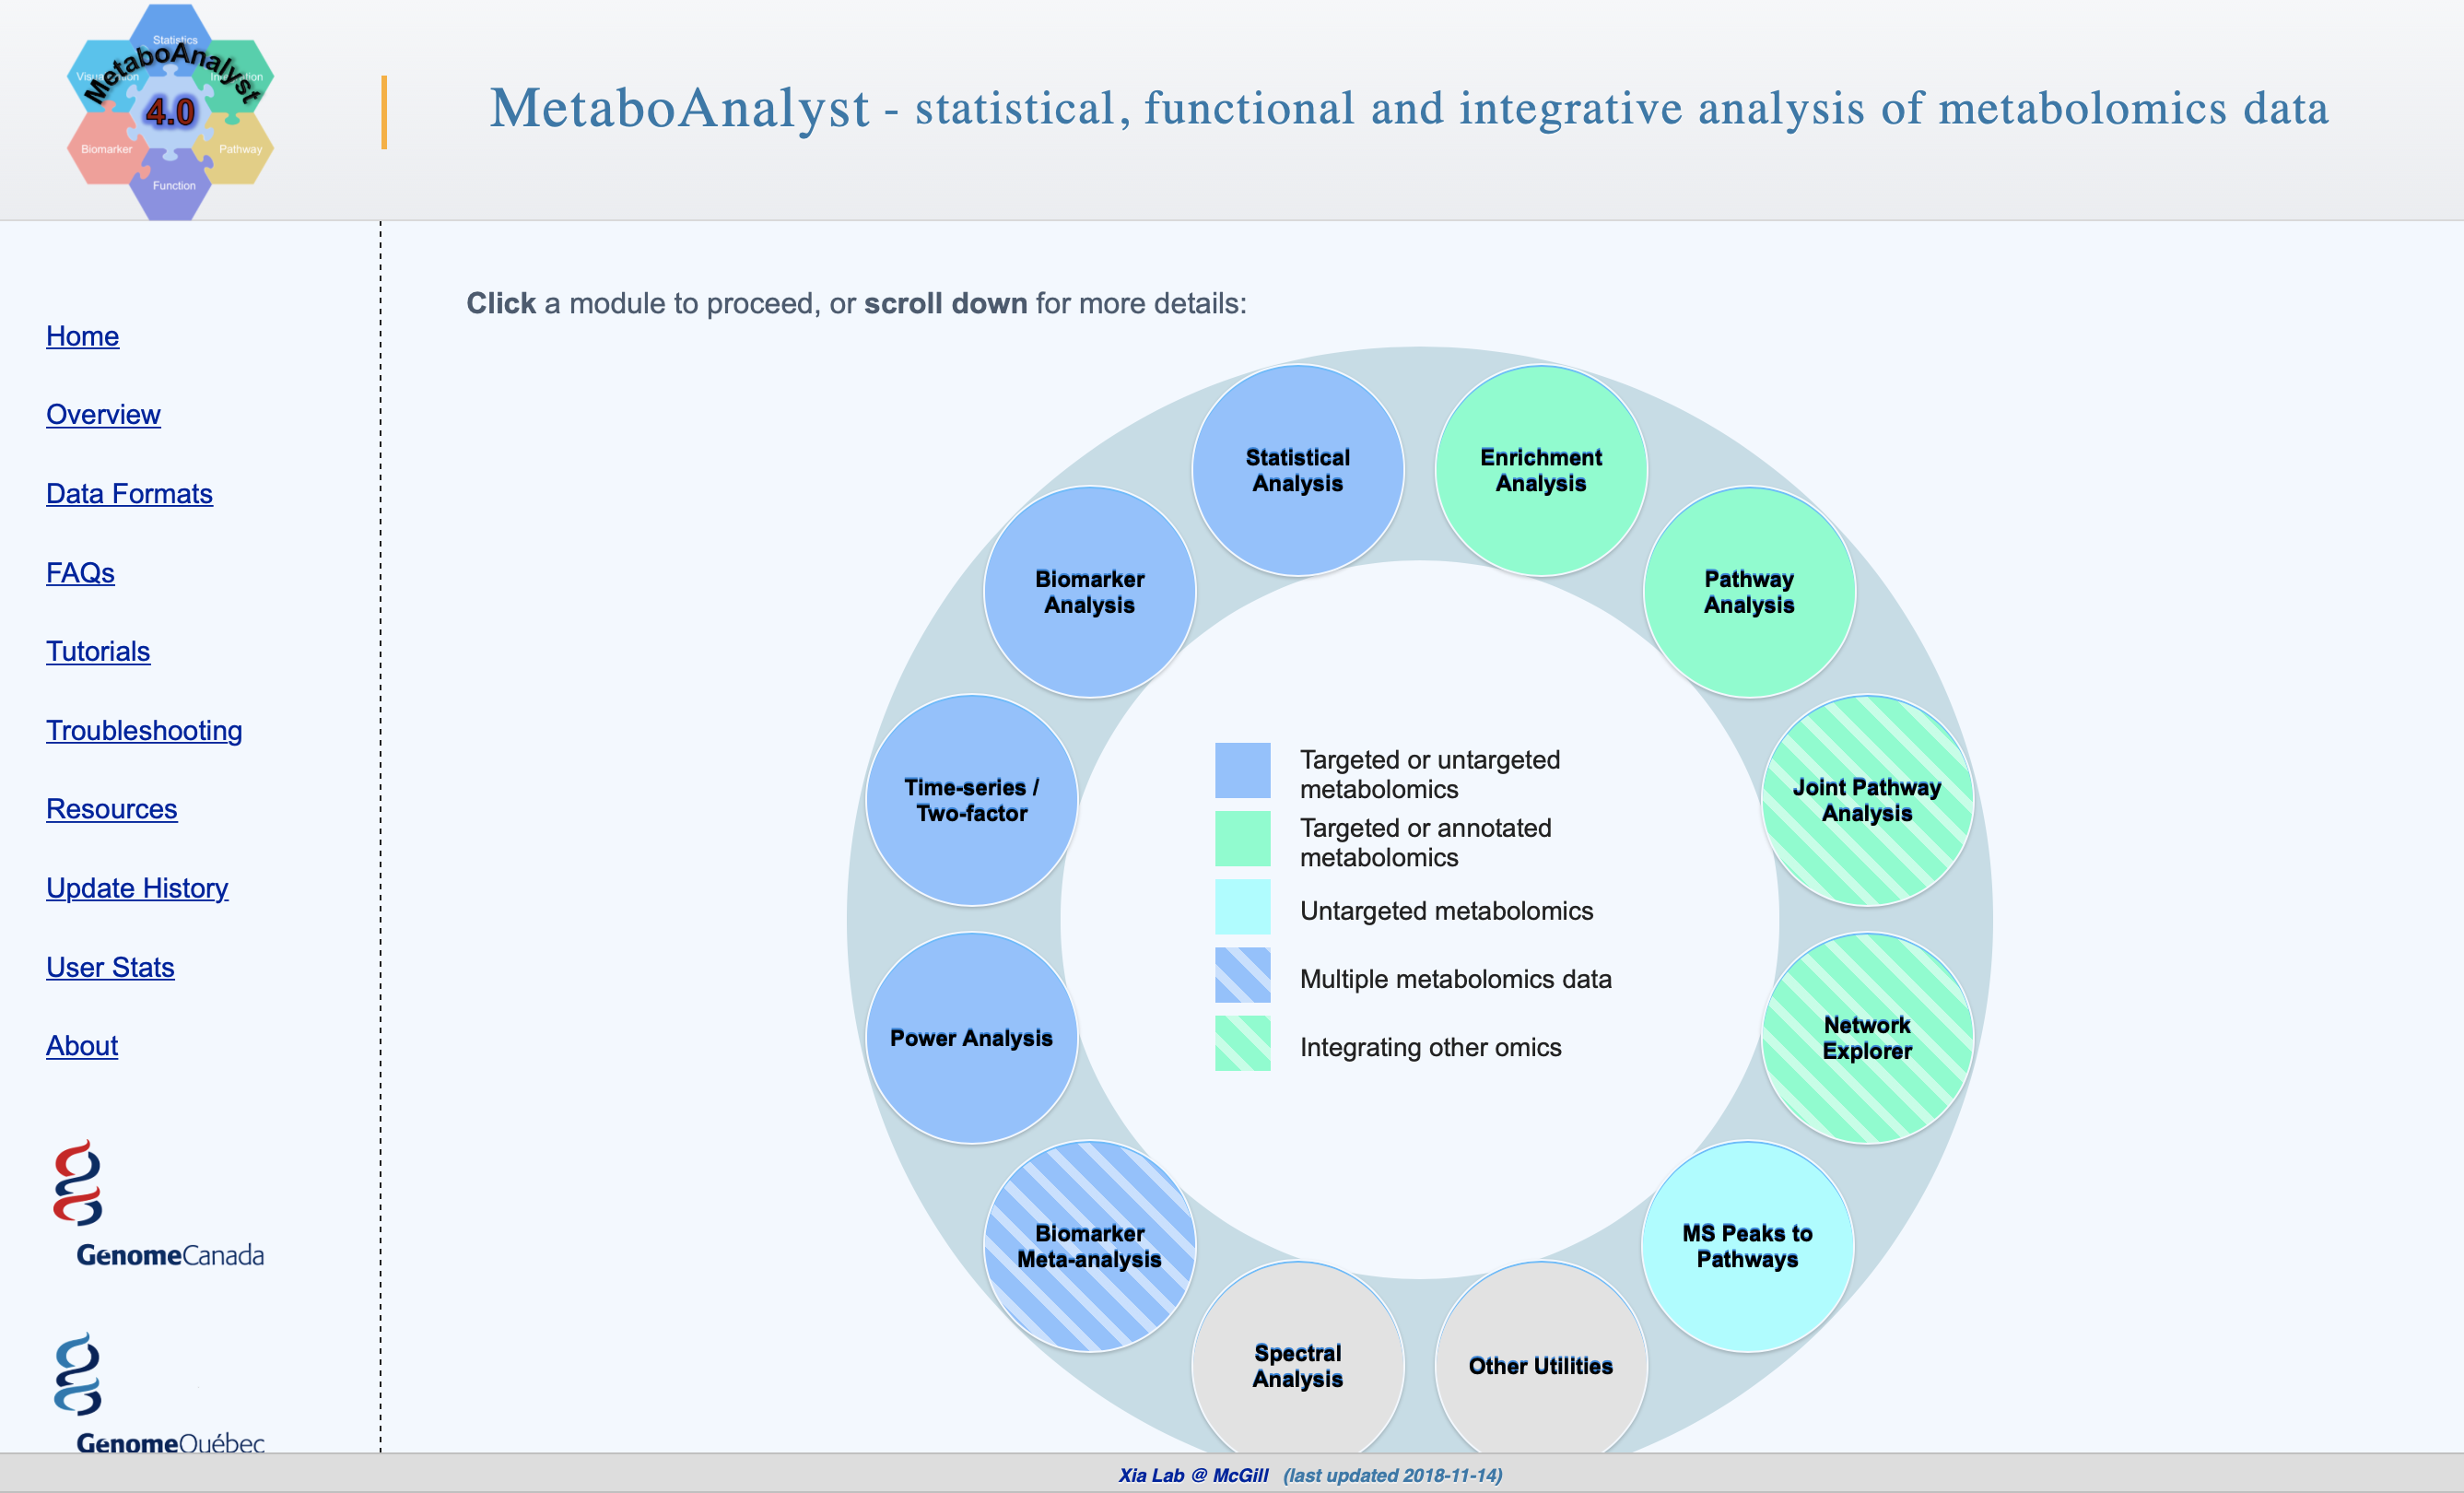 Statistics
Visualization
Integration
MetaboAnalyst
4.0
Biomarker
Pathway
Function
MetaboAnalyst - statistical, functional and integrative analysis of metabolomics data
Home
Overview
Data Formats
FAQs
Tutorials
Troubleshooting
Resources
Update History
User Stats
About
GenomeCanada
GenomeQuébec
Click a module to proceed, or scroll down for more details:
Statistical
Analysis
Enrichment
Analysis
Biomarker
Analysis
Pathway
Analysis
Time-series /
Two-factor
Joint Pathway
Analysis
Power Analysis
Network
Explorer
Biomarker
Meta-analysis
MS Peaks to
Pathways
Spectral
Analysis
Other Utilities
Targeted or untargeted
metabolomics
Targeted or annotated
metabolomics
Untargeted metabolomics
Multiple metabolomics data
Integrating other omics
Xia Lab @ McGill (last updated 2018-11-14)